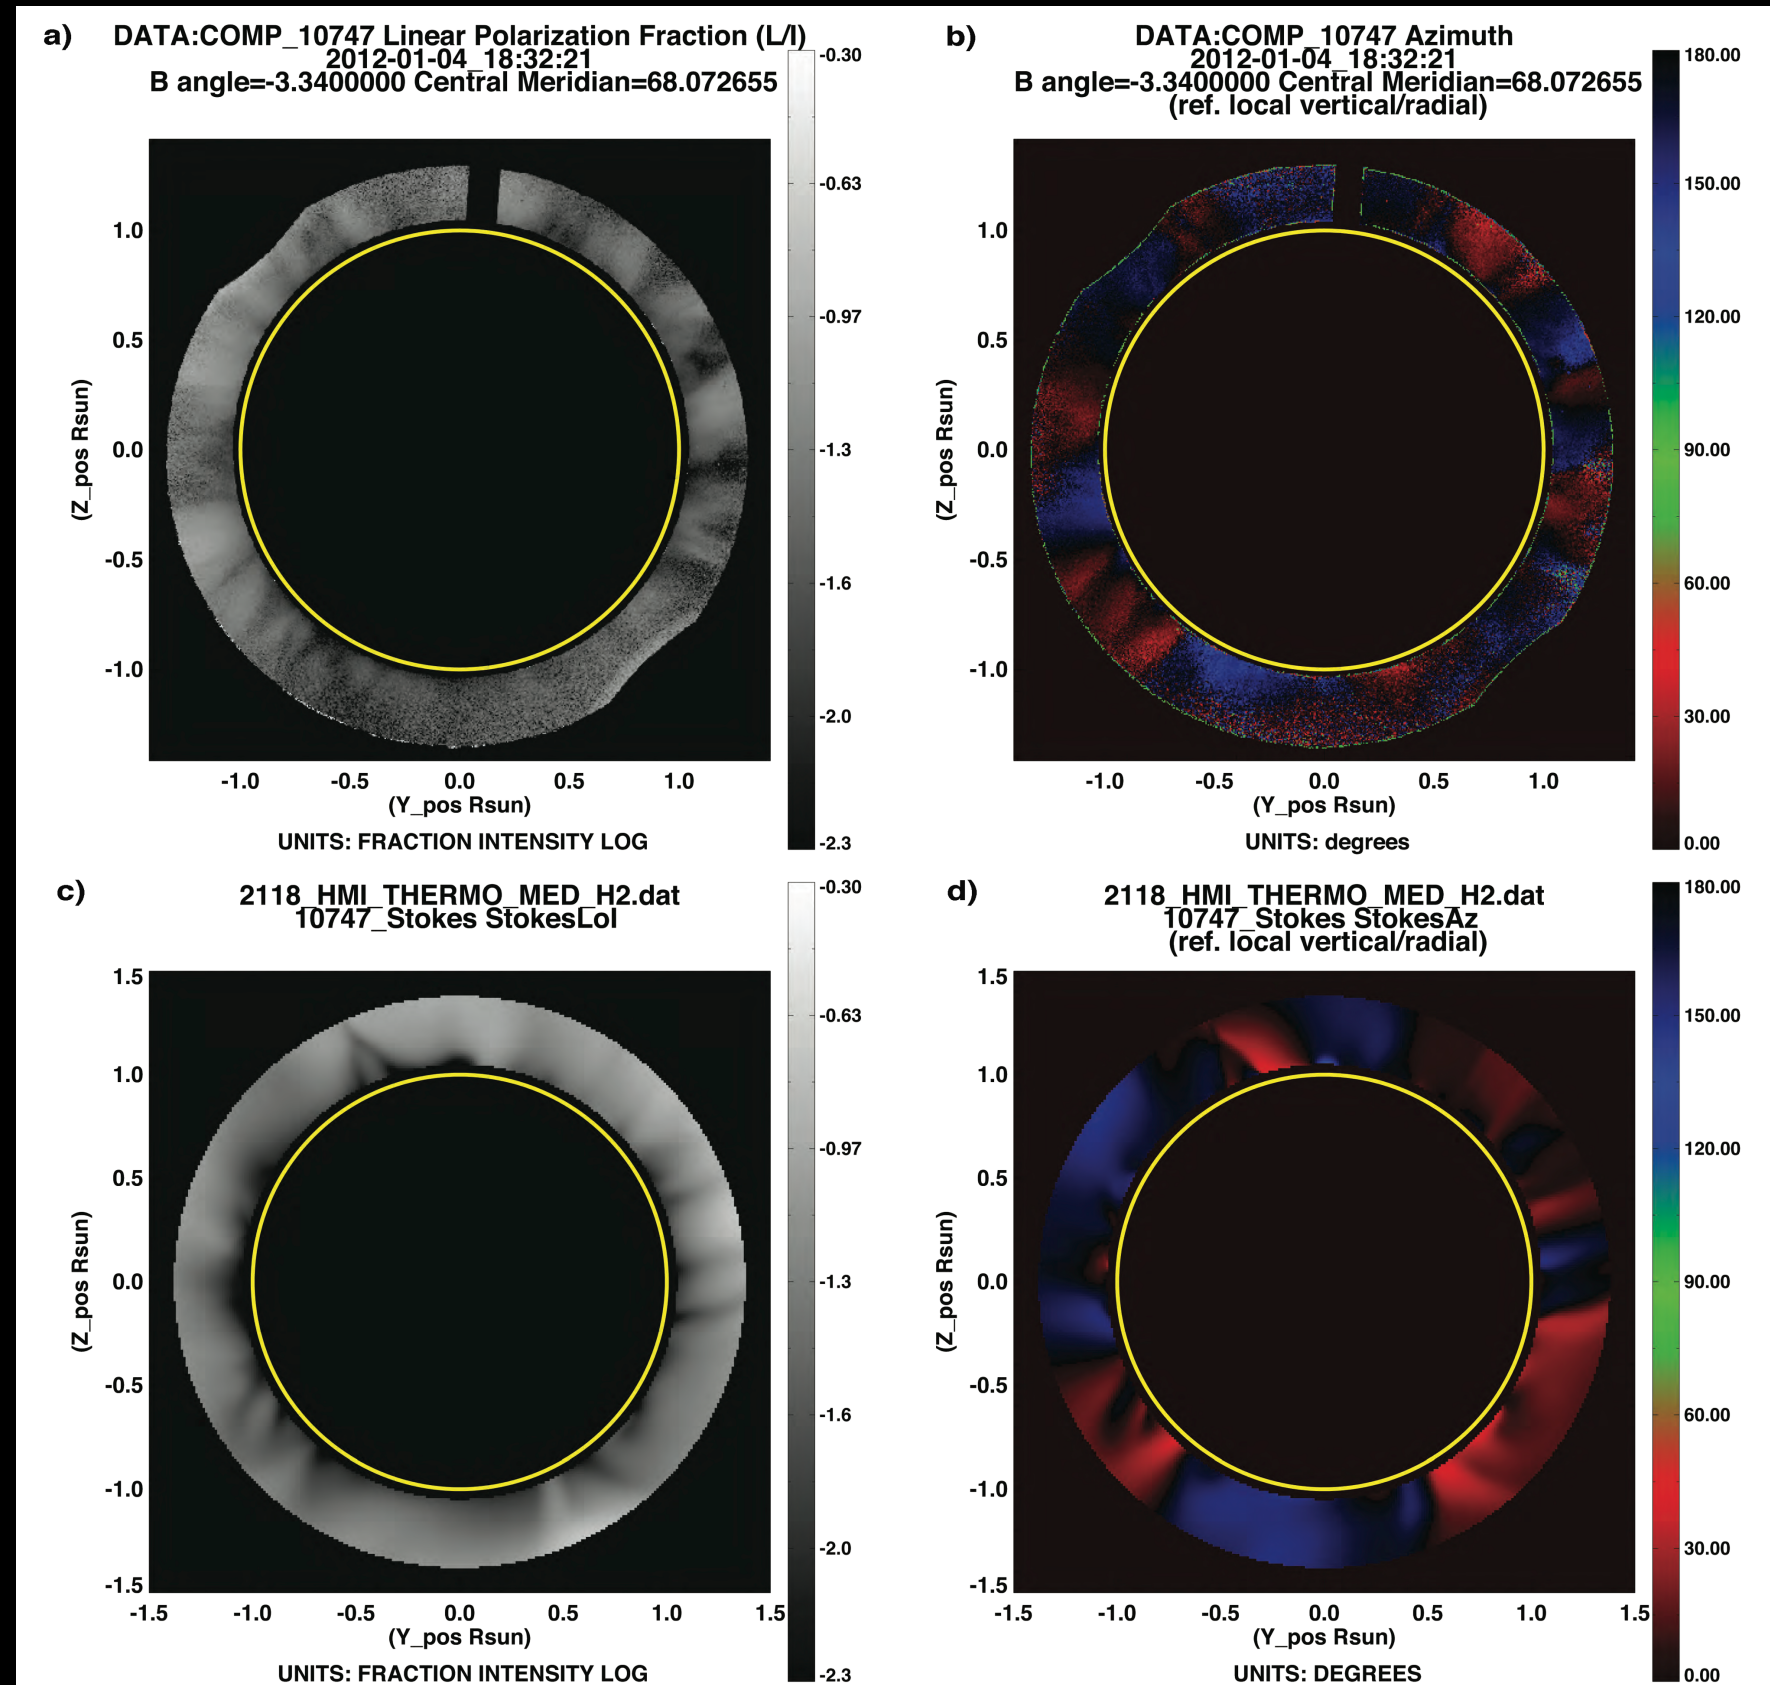 a)
DATA:COMP_10747 Linear Polarization Fraction (L/I)
2012-01-04_18:32:21
B angle=-3.3400000 Central Meridian=68.072655
-0.30
-0.63
-0.97
-1.3
-1.6
-2.0
-2.3
1.0
0.5
0.0
-0.5
-1.0
(Z_pos Rsun)
-1.0 -0.5 0.0 0.5 1.0
(Y_pos Rsun)
UNITS: FRACTION INTENSITY LOG
b)
DATA:COMP_10747 Azimuth
2012-01-04_18:32:21
B angle=-3.3400000 Central Meridian=68.072655
(ref. local vertical/radial)
180.00
150.00
120.00
90.00
60.00
30.00
0.00
1.0
0.5
0.0
-0.5
-1.0
(Z_pos Rsun)
-1.0 -0.5 0.0 0.5 1.0
(Y_pos Rsun)
UNITS: degrees
c)
2118_HMI_THERMO_MED_H2.dat
10747_Stokes StokesLoI
-0.30
-0.63
-0.97
-1.3
-1.6
-2.0
-2.3
1.5
1.0
0.5
0.0
-0.5
-1.0
-1.5
(Z_pos Rsun)
-1.5 -1.0 -0.5 0.0 0.5 1.0 1.5
(Y_pos Rsun)
UNITS: FRACTION INTENSITY LOG
d)
2118_HMI_THERMO_MED_H2.dat
10747_Stokes StokesAz
(ref. local vertical/radial)
180.00
150.00
120.00
90.00
60.00
30.00
0.00
1.5
1.0
0.5
0.0
-0.5
-1.0
-1.5
(Z_pos Rsun)
-1.5 -1.0 -0.5 0.0 0.5 1.0 1.5
(Y_pos Rsun)
UNITS: DEGREES